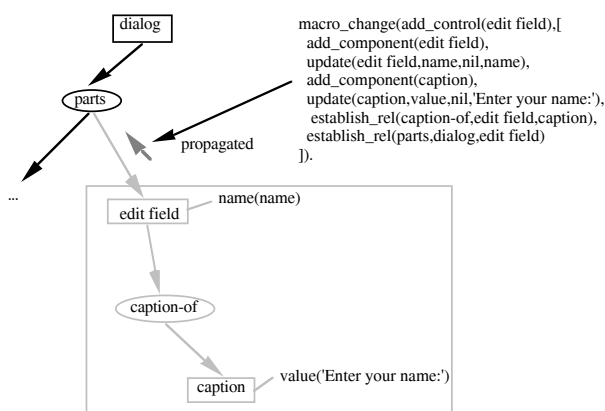 dialog
parts
...
propagated
macro_change(add_control(edit field),[
add_component(edit field),
update(edit field,name,nil,name),
add_component(caption),
update(caption,value,nil,'Enter your name:'),
establish_rel(caption-of,edit field,caption),
establish_rel(parts,dialog,edit field)
]).
edit field
name(name)
caption-of
caption
value('Enter your name:')